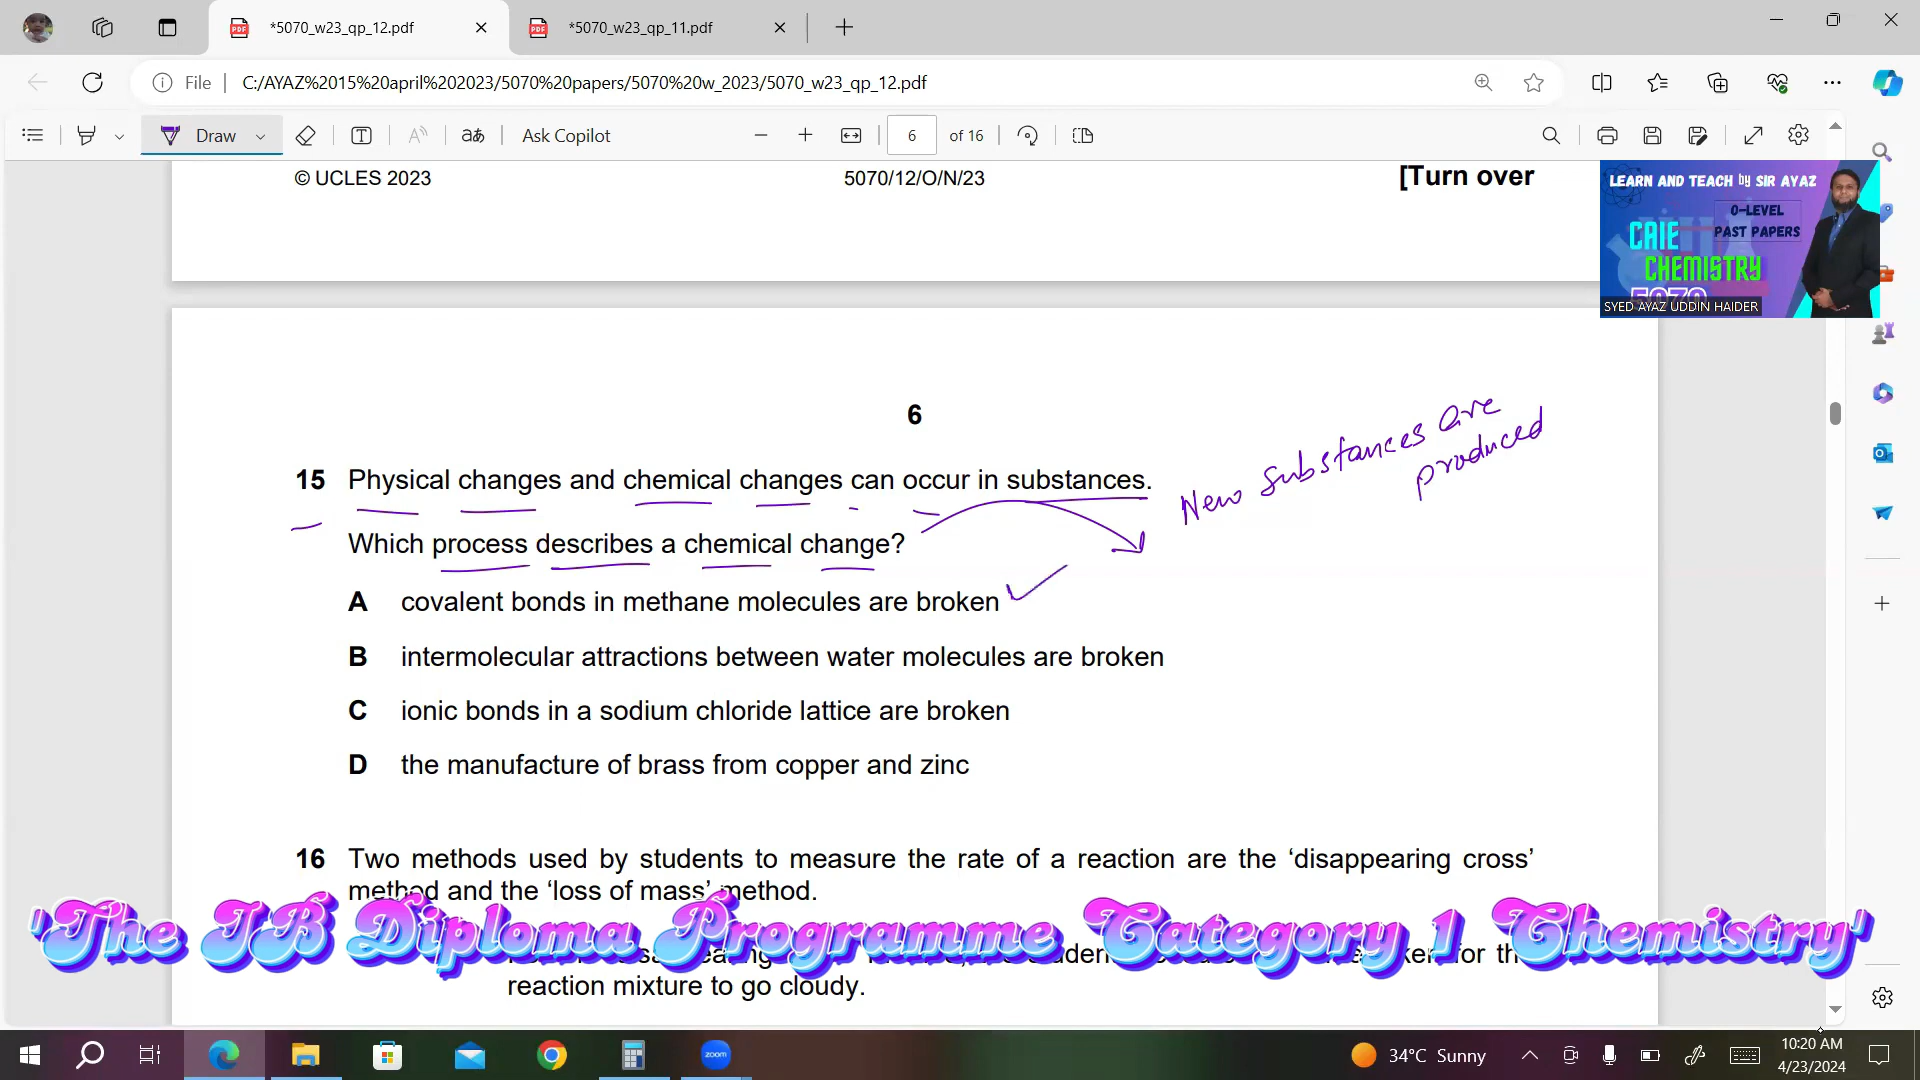 *5070_w23_qp_12.pdf
*5070_w23_qp_11.pdf
File
C:/AYAZ%2015%20april%202023/5070%20papers/5070%20w_2023/5070_w23_qp_12.pdf
Draw
Ask Copilot
6
of 16
© UCLES 2023
5070/12/O/N/23
[Turn over
LEARN AND TEACH by SIR AYAZ
O-LEVEL
PAST PAPERS
CAIE
CHEMISTRY
5070
SYED AYAZ UDDIN HAIDER
6
New Substances are
produced
15 Physical changes and chemical changes can occur in substances.
Which process describes a chemical change?
A covalent bonds in methane molecules are broken
B intermolecular attractions between water molecules are broken
C ionic bonds in a sodium chloride lattice are broken
D the manufacture of brass from copper and zinc
16 Two methods used by students to measure the rate of a reaction are the ‘disappearing cross’
method and the ‘loss of mass’ method.
'The IB Diploma Programme Category 1 Chemistry'
for
reaction mixture to go cloudy.
zoom
34°C Sunny
10:20 AM
4/23/2024